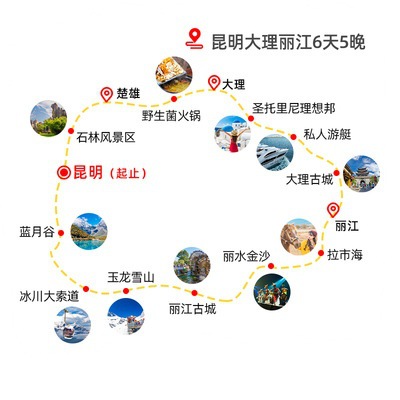 昆明大理丽江6天5晚
楚雄
大理
野生菌火锅
圣托里尼理想邦
石林风景区
私人游艇
昆明（起止）
大理古城
丽江
蓝月谷
丽水金沙
拉市海
玉龙雪山
冰川大索道
丽江古城